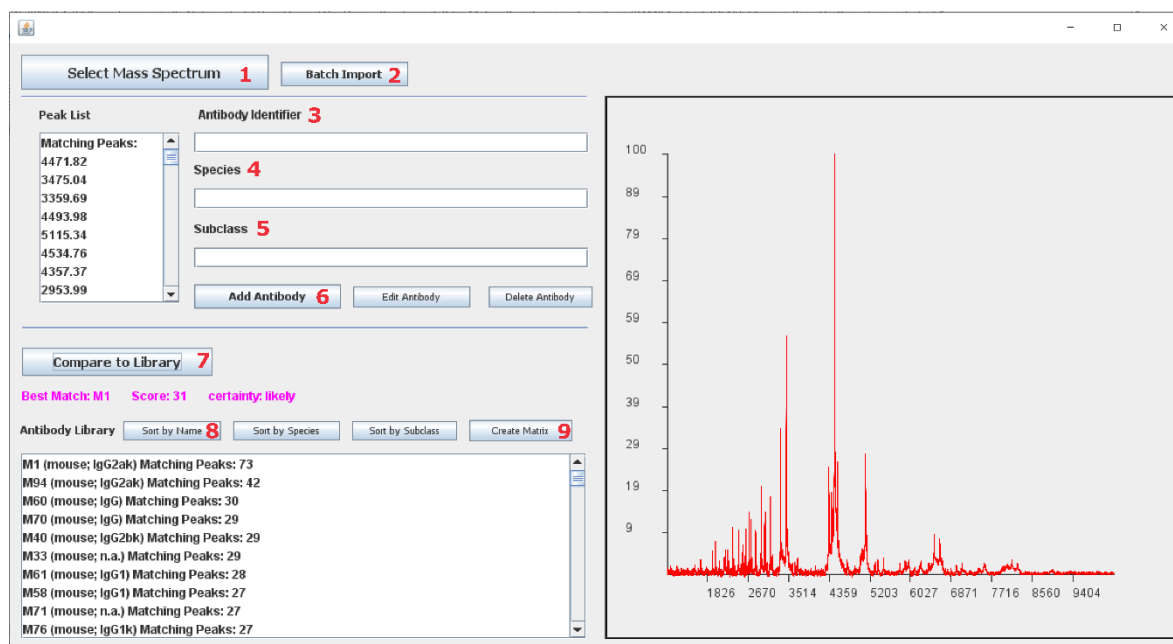 Select Mass Spectrum 1
Batch Import 2
Peak List
Antibody Identifier 3
Matching Peaks:
4471.82
3475.04
3359.69
4493.98
5115.34
4534.76
4357.37
2953.99
Species 4
Subclass 5
Add Antibody 6
Edit Antibody
Delete Antibody
Compare to Library 7
Best Match: M1 Score: 31 certainty: likely
Antibody Library
Sort by Name 8
Sort by Species
Sort by Subclass
Create Matrix 9
M1 (mouse; IgG2ak) Matching Peaks: 73
M94 (mouse; IgG2ak) Matching Peaks: 42
M60 (mouse; IgG) Matching Peaks: 30
M70 (mouse; IgG) Matching Peaks: 29
M40 (mouse; IgG2bk) Matching Peaks: 29
M33 (mouse; n.a.) Matching Peaks: 29
M61 (mouse; IgG1) Matching Peaks: 28
M58 (mouse; IgG1) Matching Peaks: 27
M71 (mouse; n.a.) Matching Peaks: 27
M76 (mouse; IgG1k) Matching Peaks: 27
100
89
79
69
59
50
39
29
19
9
1826 2670 3514 4359 5203 6027 6871 7716 8560 9404